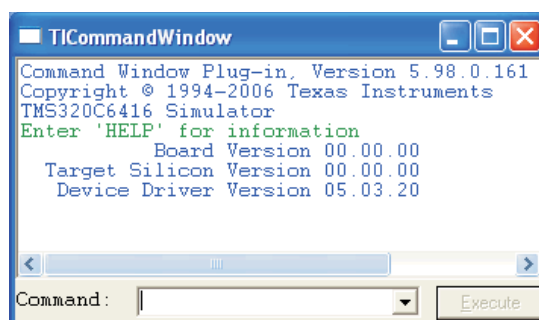 TICommandWindow
Command Window Plug-in, Version 5.98.0.161
Copyright © 1994-2006 Texas Instruments
TMS320C6416 Simulator
Enter 'HELP' for information
Board Version 00.00.00
Target Silicon Version 00.00.00
Device Driver Version 05.03.20
Command: Execute